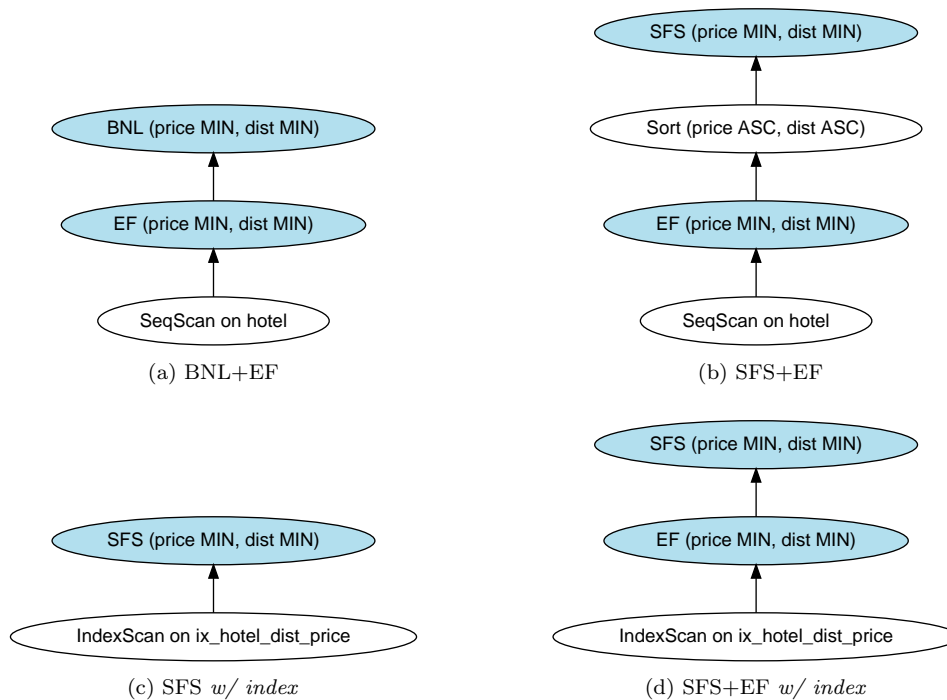 BNL (price MIN, dist MIN)
EF (price MIN, dist MIN)
SeqScan on hotel
(a) BNL+EF
SFS (price MIN, dist MIN)
Sort (price ASC, dist ASC)
EF (price MIN, dist MIN)
SeqScan on hotel
(b) SFS+EF
SFS (price MIN, dist MIN)
IndexScan on ix_hotel_dist_price
(c) SFS w/ index
SFS (price MIN, dist MIN)
EF (price MIN, dist MIN)
IndexScan on ix_hotel_dist_price
(d) SFS+EF w/ index